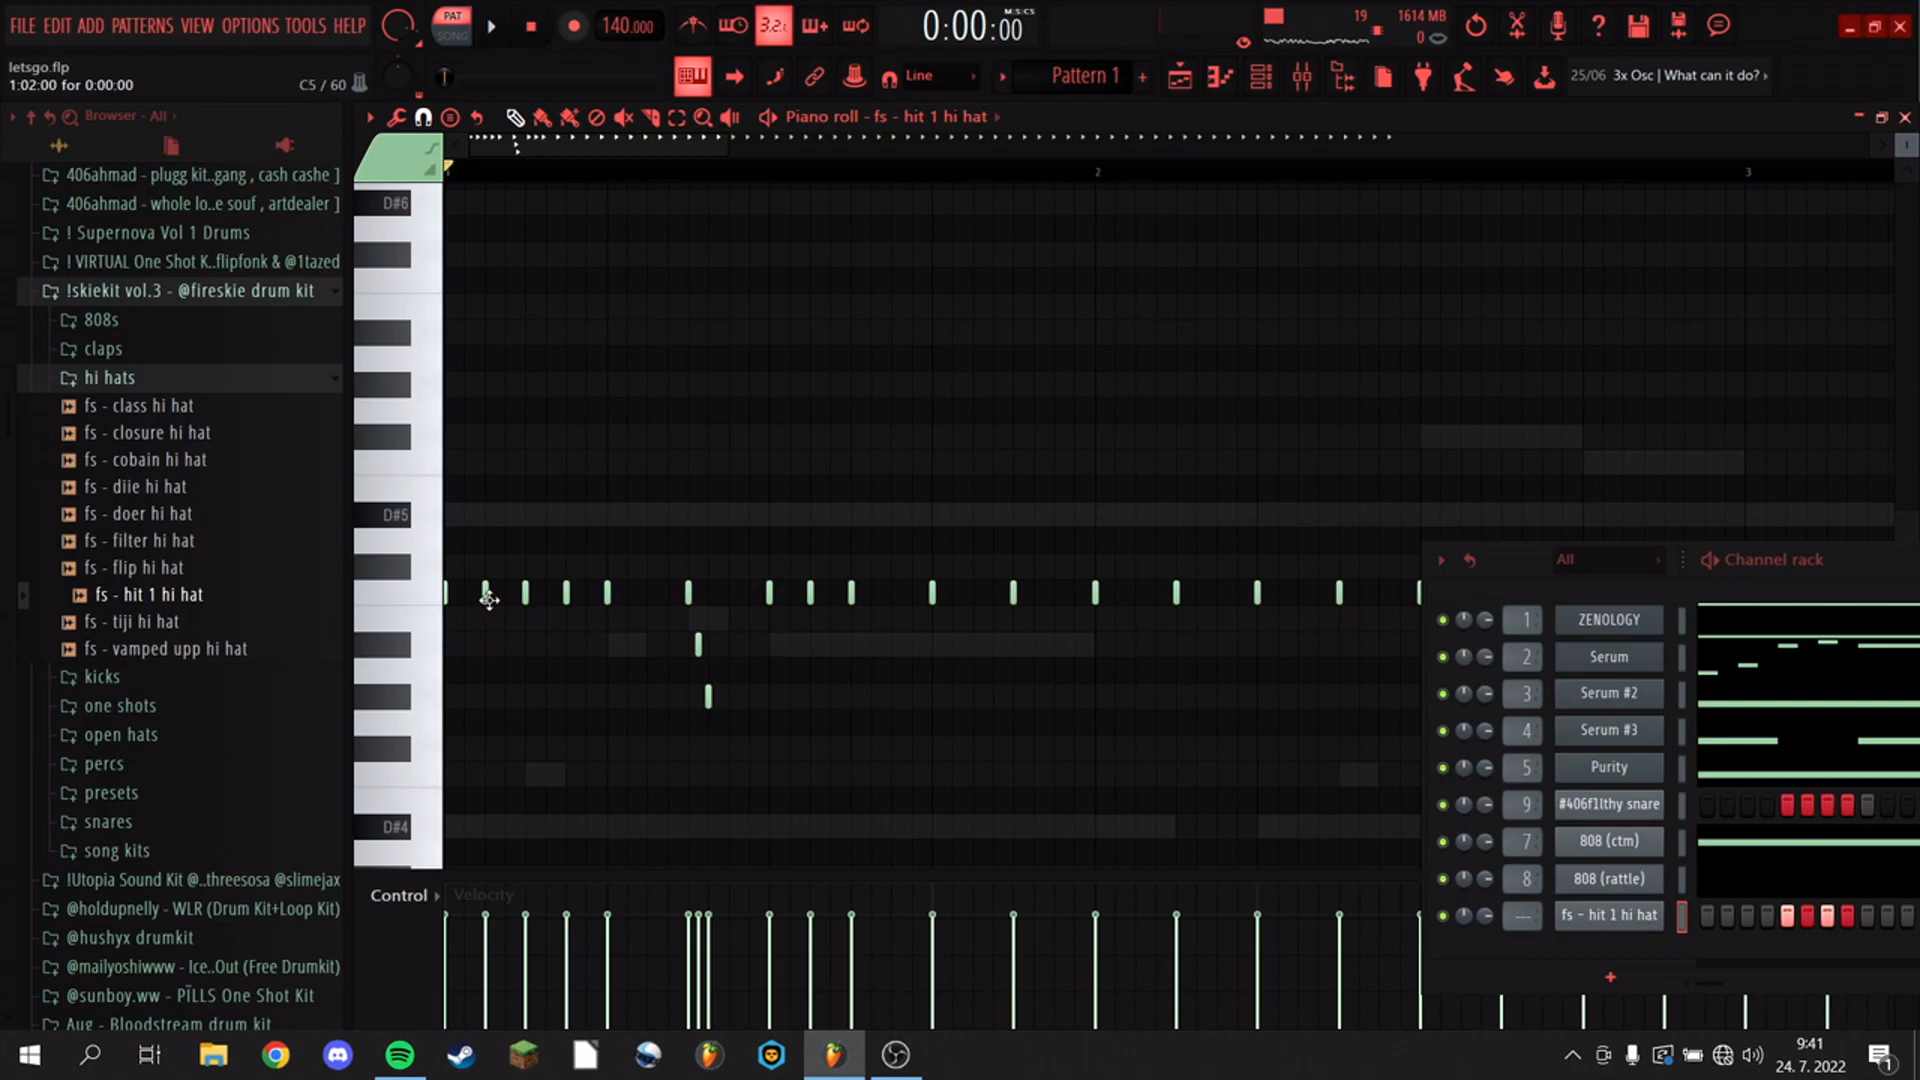 FILE EDIT ADD PATTERNS VIEW OPTIONS TOOLS HELP
PAT
SONG
140.000
3.2.
0:00:00
M:S:CS
19
1614 MB
0
letsgo.flp
1:02:00 for 0:00:00
C5 / 60
Line
Pattern 1
25/06 3x Osc | What can it do?
Browser - All
Piano roll - fs - hit 1 hi hat
406ahmad - plugg kit..gang , cash cashe ]
406ahmad - whole lo..e souf , artdealer ]
! Supernova Vol 1 Drums
! VIRTUAL One Shot K..flipfonk & @1tazed
!skiekit vol.3 - @fireskie drum kit
808s
claps
hi hats
fs - class hi hat
fs - closure hi hat
fs - cobain hi hat
fs - diie hi hat
fs - doer hi hat
fs - filter hi hat
fs - flip hi hat
fs - hit 1 hi hat
fs - tiji hi hat
fs - vamped upp hi hat
kicks
one shots
open hats
percs
presets
snares
song kits
!Utopia Sound Kit @..threesosa @slimejax
@holdupnelly - WLR (Drum Kit+Loop Kit)
@hushyx drumkit
@mailyoshiwww - Ice..Out (Free Drumkit)
@sunboy.ww - PÏLLS One Shot Kit
Aug - Bloodstream drum kit
2
3
D#6
D#5
D#4
Control
Velocity
All
Channel rack
1 ZENOLOGY
2 Serum
3 Serum #2
4 Serum #3
5 Purity
9 #406f1lthy snare
7 808 (ctm)
8 808 (rattle)
--- fs - hit 1 hi hat
9:41
24. 7. 2022
1